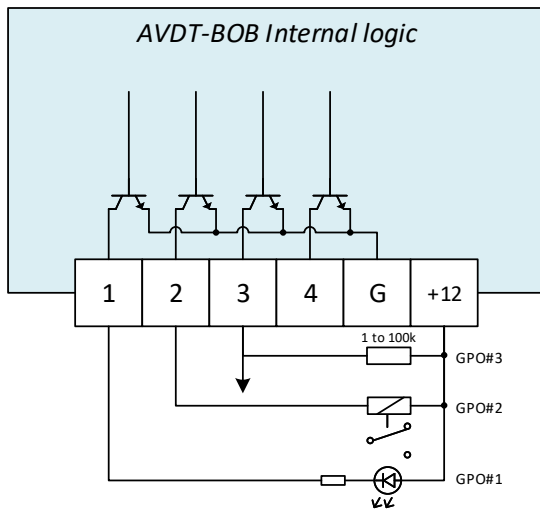 AVDT-BOB Internal logic
1 2 3 4 G +12
1 to 100k
GPO#3
GPO#2
GPO#1